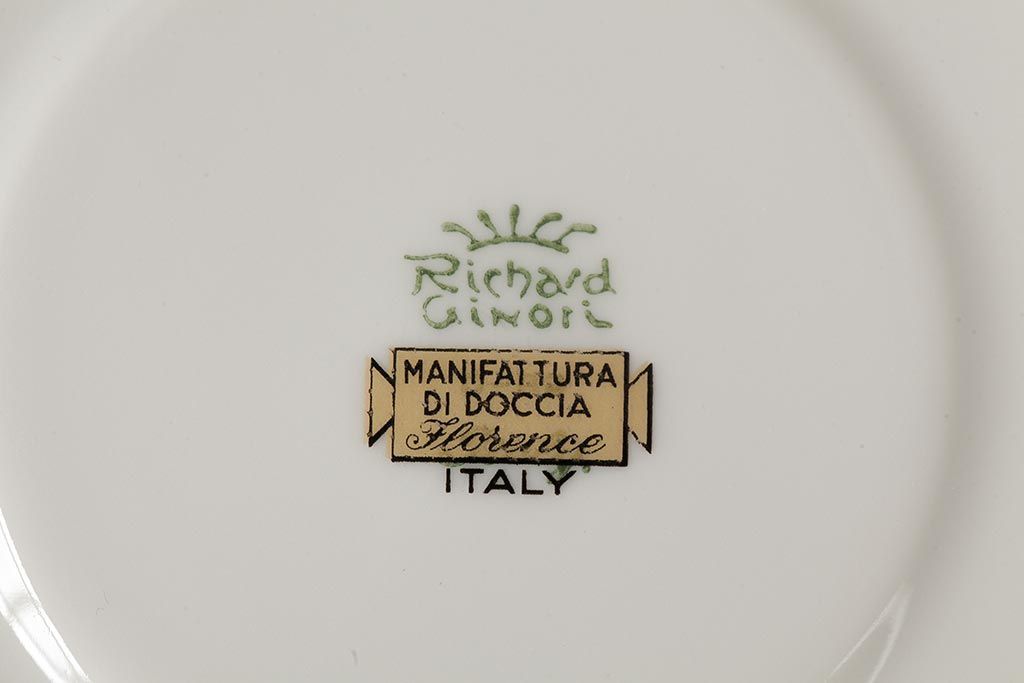 Richard
Ginori
MANIFATTURA
DI DOCCIA
Florence
ITALY